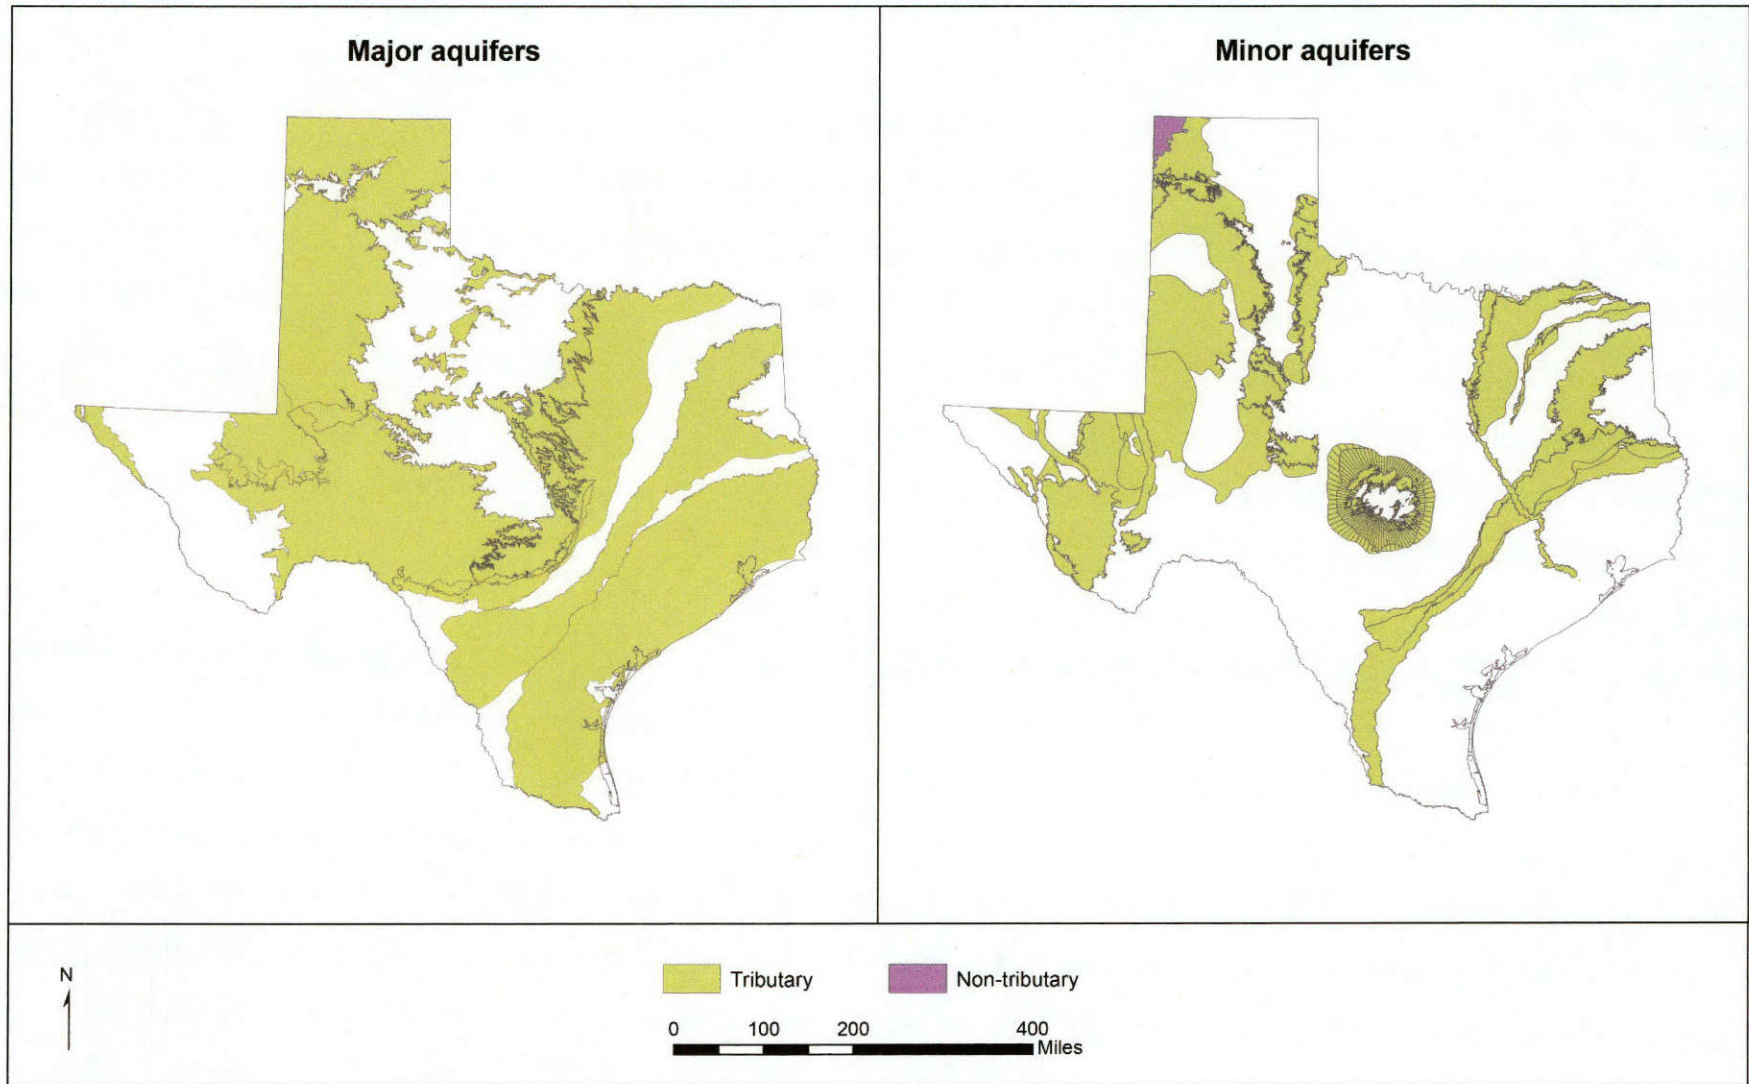 Major aquifers
Minor aquifers
N
Tributary
Non-tributary
0 100 200 400
Miles